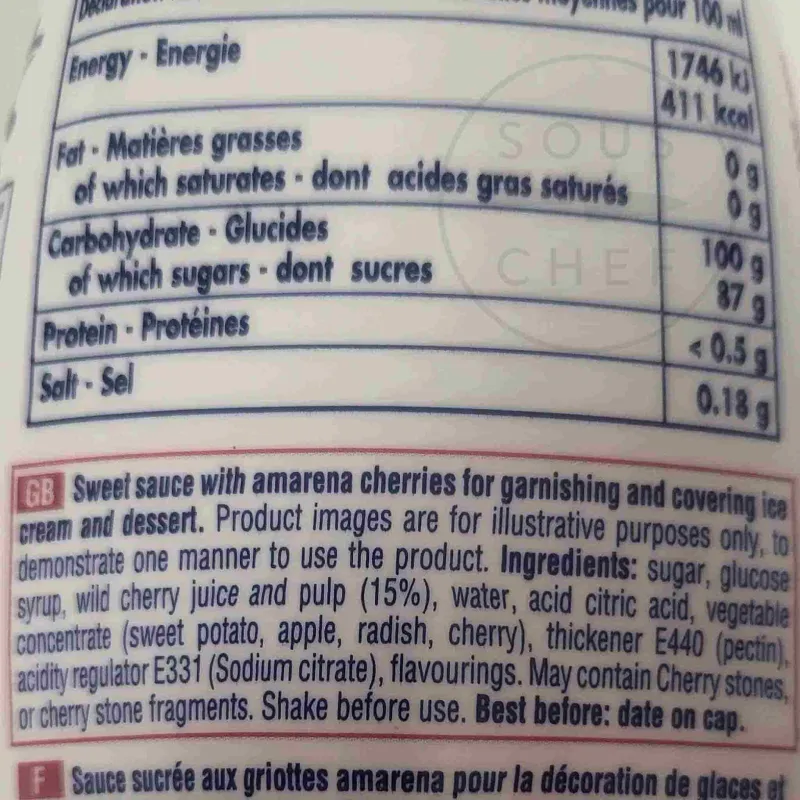 pour 100 ml
Energy - Energie 1746 kJ
411 kcal
Fat - Matières grasses 0 g
of which saturates - dont acides gras saturés 0 g
Carbohydrate - Glucides 100 g
of which sugars - dont sucres 87 g
Protein - Protéines < 0,5 g
Salt - Sel 0.18 g
SOUS
CHEF
GB Sweet sauce with amarena cherries for garnishing and covering ice
cream and dessert. Product images are for illustrative purposes only, to
demonstrate one manner to use the product. Ingredients: sugar, glucose
syrup, wild cherry juice and pulp (15%), water, acid citric acid, vegetable
concentrate (sweet potato, apple, radish, cherry), thickener E440 (pectin),
acidity regulator E331 (Sodium citrate), flavourings. May contain Cherry stones,
or cherry stone fragments. Shake before use. Best before: date on cap.
F Sauce sucrée aux griottes amarena pour la décoration de glaces et